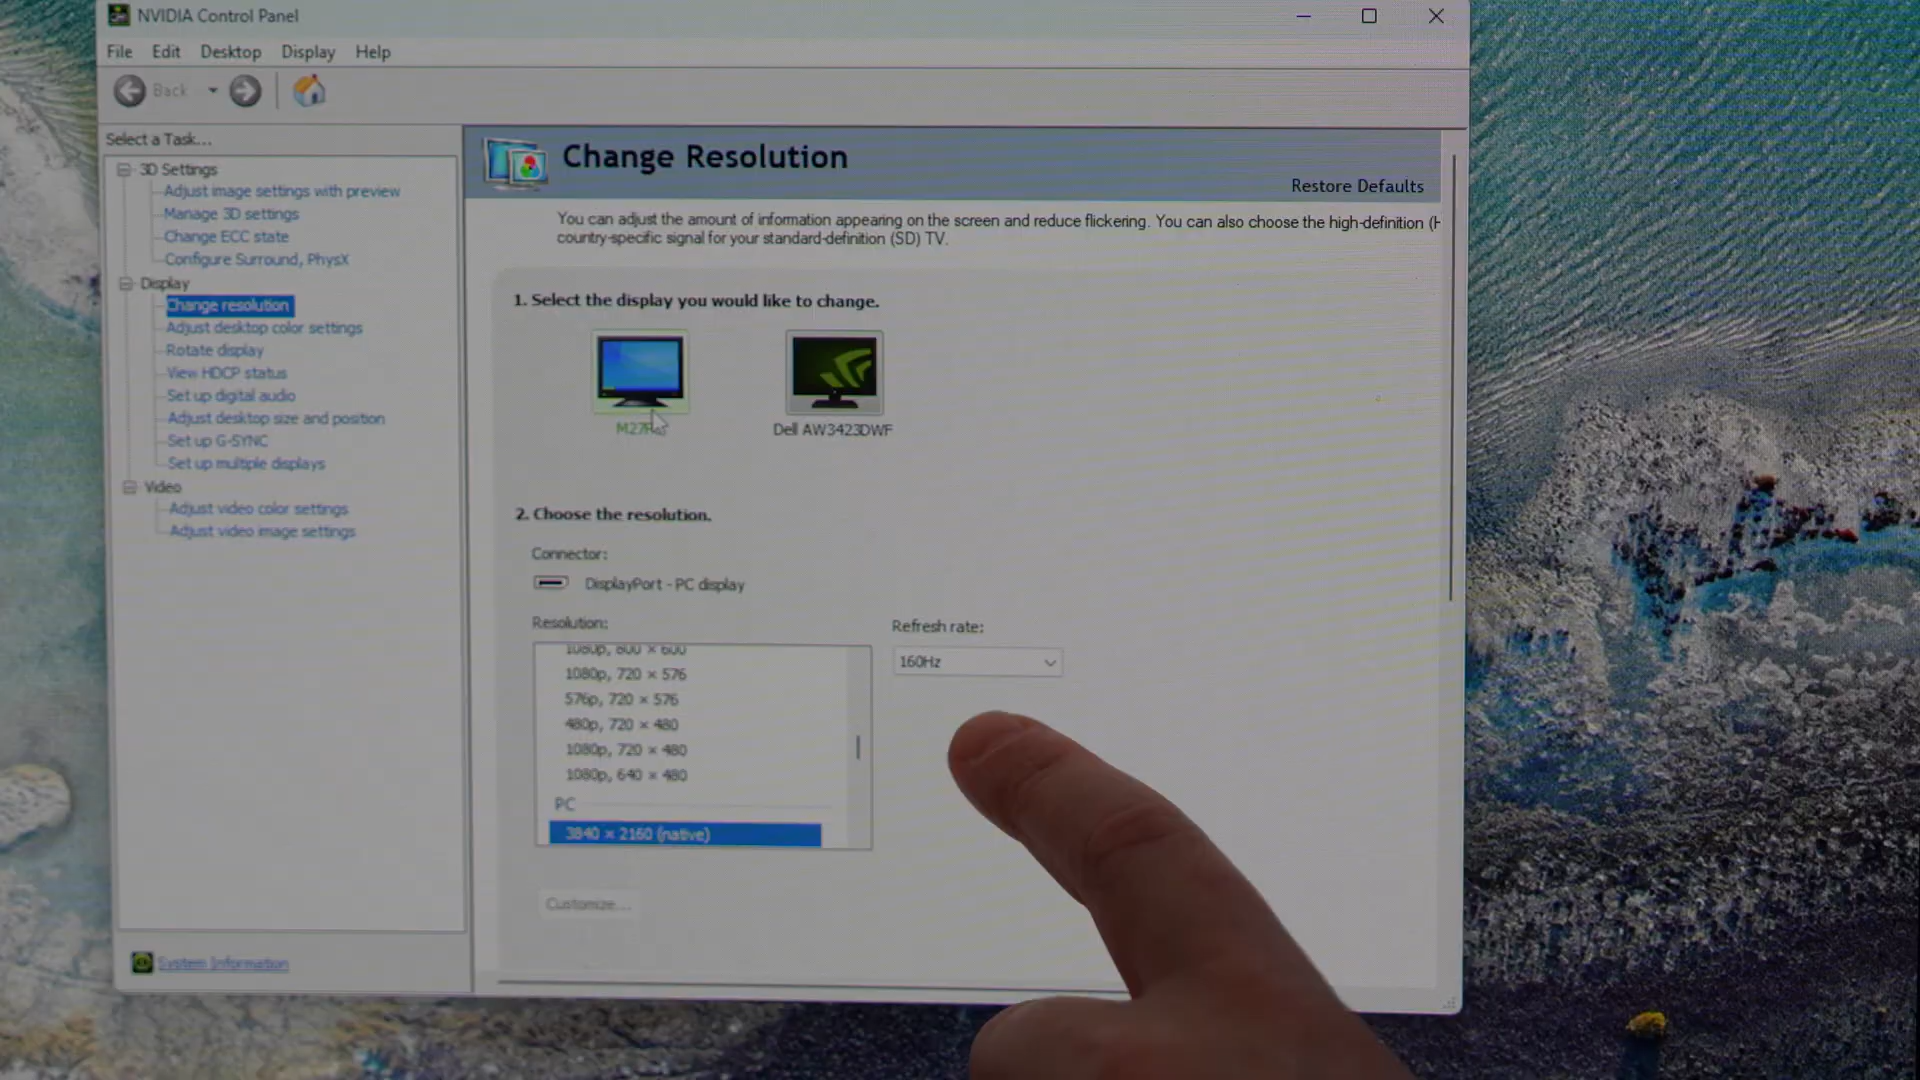 NVIDIA Control Panel
File Edit Desktop Display Help
Back
Select a Task...
3D Settings
Adjust image settings with preview
Manage 3D settings
Change ECC state
Configure Surround, PhysX
Display
Change resolution
Adjust desktop color settings
Rotate display
View HDCP status
Set up digital audio
Adjust desktop size and position
Set up G-SYNC
Set up multiple displays
Video
Adjust video color settings
Adjust video image settings
System Information
Change Resolution
Restore Defaults
You can adjust the amount of information appearing on the screen and reduce flickering. You can also choose the high-definition (H
country-specific signal for your standard-definition (SD) TV.
1. Select the display you would like to change.
Dell AW3423DWF
2. Choose the resolution.
Connector:
DisplayPort - PC display
Resolution:
1080p, 800 × 600
1080p, 720 × 576
576p, 720 × 576
480p, 720 × 480
1080p, 720 × 480
1080p, 640 × 480
PC
3840 × 2160 (native)
Refresh rate:
160Hz
Customize...